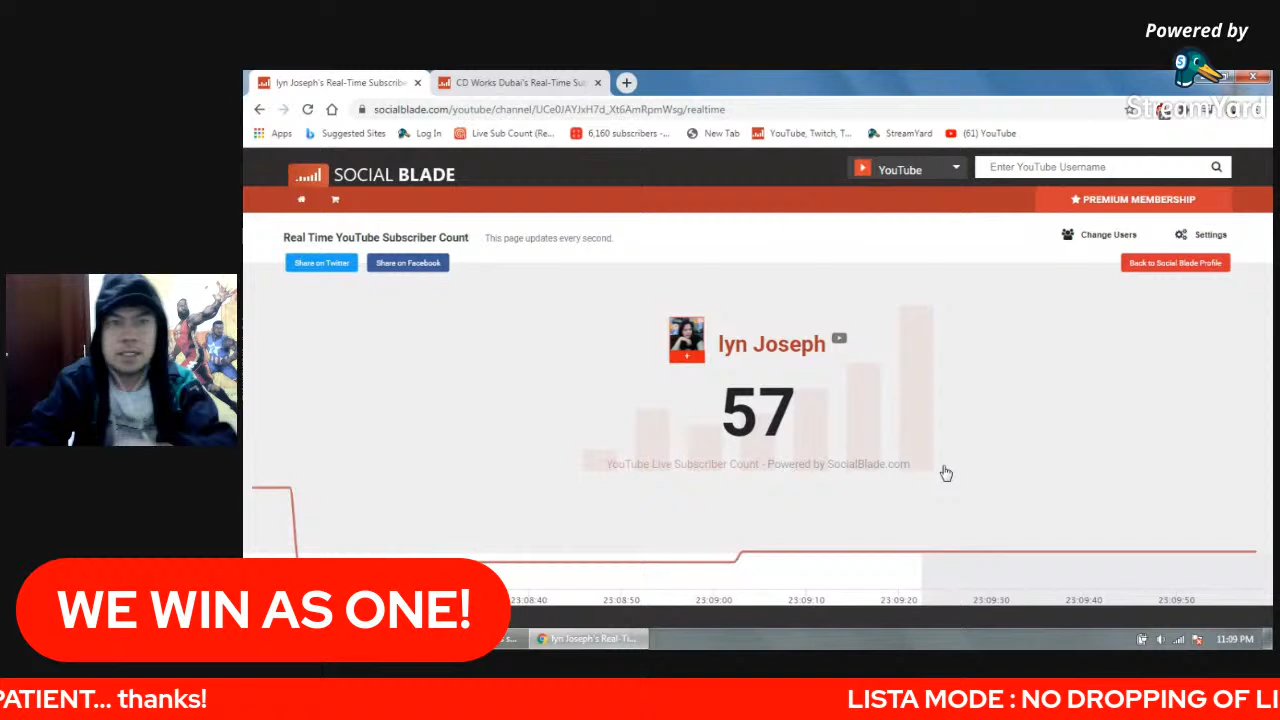 Powered by
StreamYard
lyn Joseph's Real-Time Subscribe
CD Works Dubai's Real-Time Su
socialblade.com/youtube/channel/UCe0JAYJxH7d_Xt6AmRpmWsg/realtime
Apps Suggested Sites Log In Live Sub Count (Re... 6,160 subscribers -... New Tab YouTube, Twitch, T... StreamYard (61) YouTube
SOCIAL BLADE
YouTube
Enter YouTube Username
PREMIUM MEMBERSHIP
Real Time YouTube Subscriber Count
This page updates every second.
Change Users
Settings
Share on Twitter
Share on Facebook
Back to Social Blade Profile
lyn Joseph
57
YouTube Live Subscriber Count - Powered by SocialBlade.com
23:08:40 23:08:50 23:09:00 23:09:10 23:09:20 23:09:30 23:09:40 23:09:50
WE WIN AS ONE!
s...
lyn Joseph's Real-Ti...
11:09 PM
PATIENT... thanks!
LISTA MODE : NO DROPPING OF LI